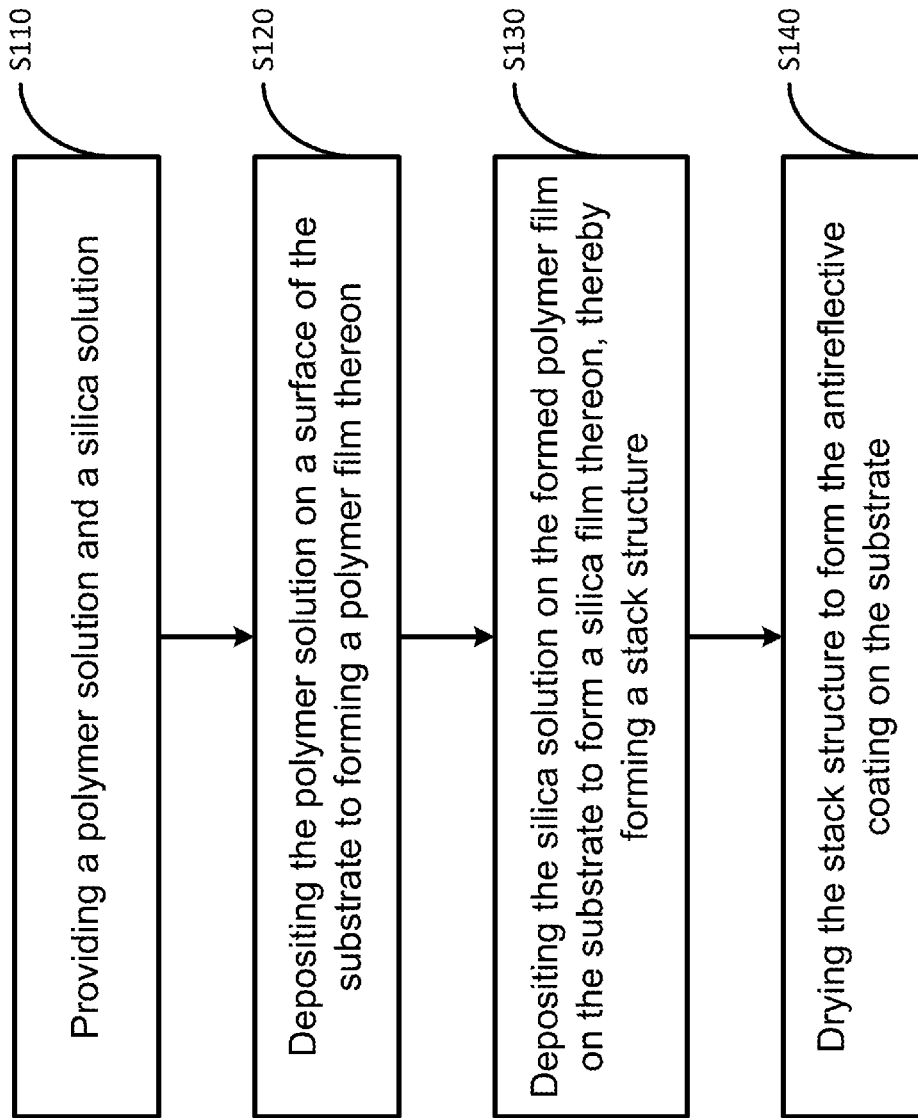 Providing a polymer solution and a silica solution
S110
Depositing the polymer solution on a surface of the
substrate to forming a polymer film thereon
S120
Depositing the silica solution on the formed polymer film
on the substrate to form a silica film thereon, thereby
forming a stack structure
S130
Drying the stack structure to form the antireflective
coating on the substrate
S140